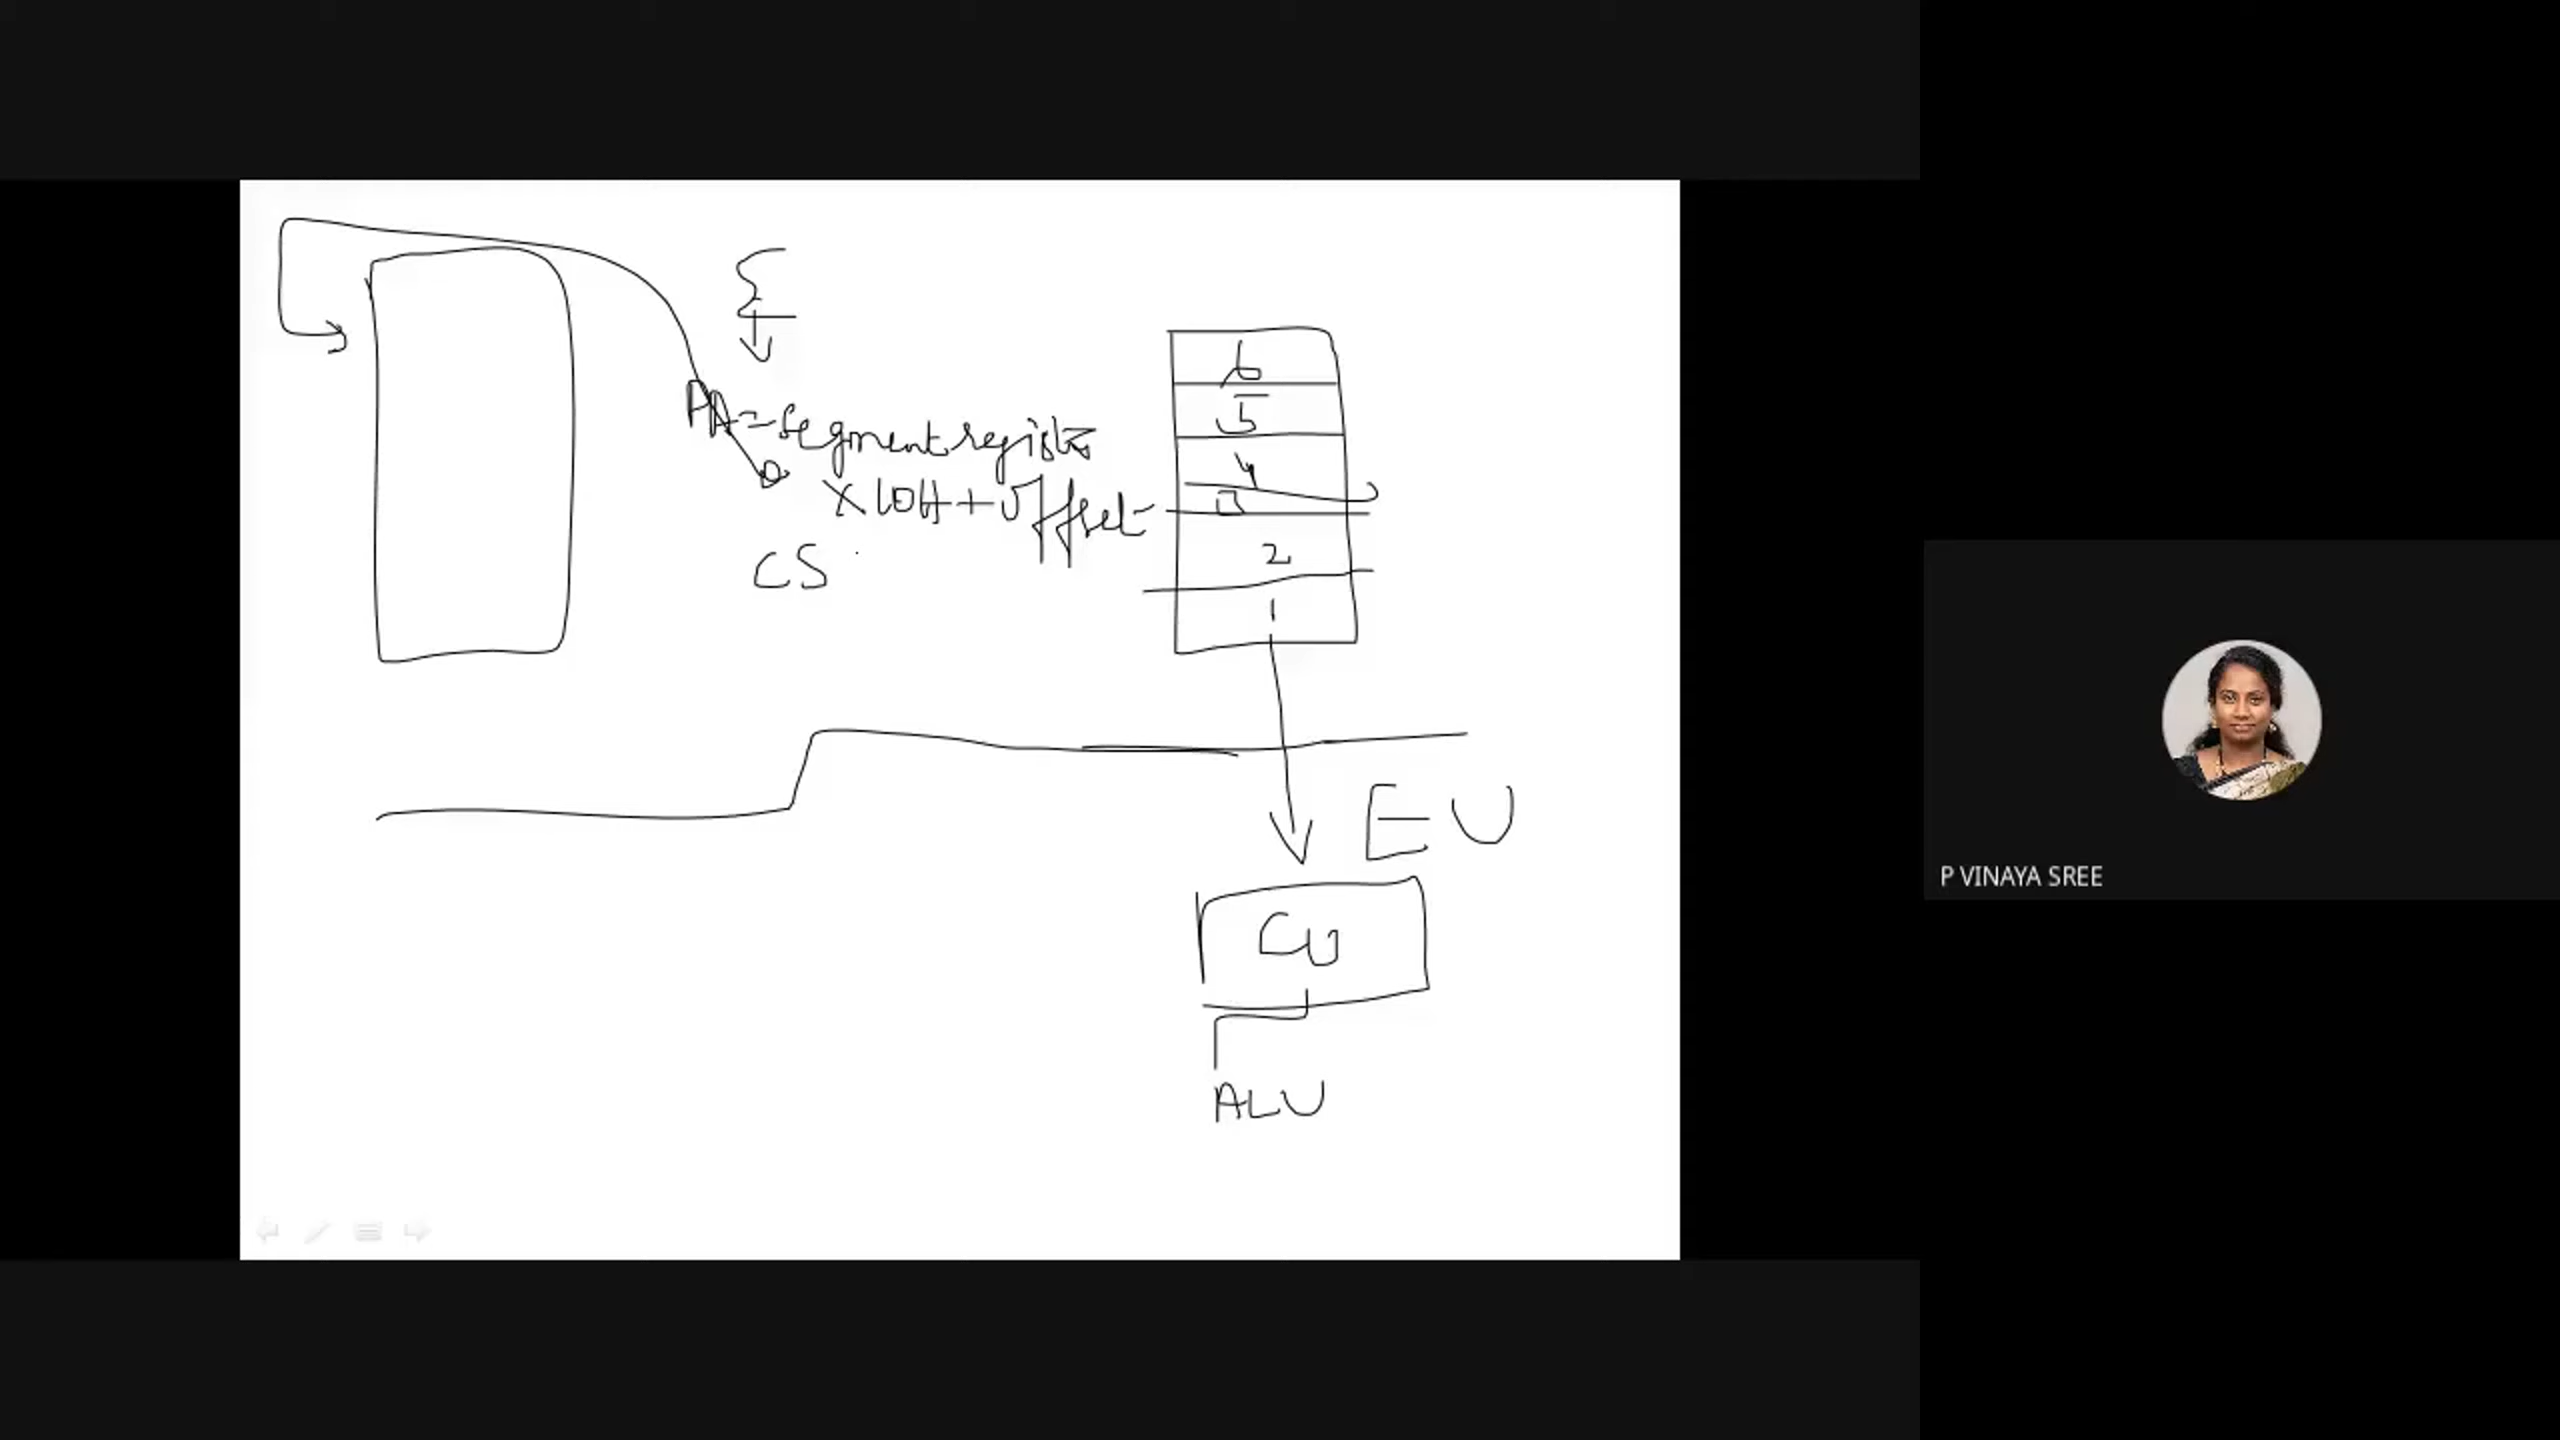 Σ
PA = Segment register
X 10H + Offset
CS
6
5
4
3
2
1
EU
CU
ALU
P VINAYA SREE